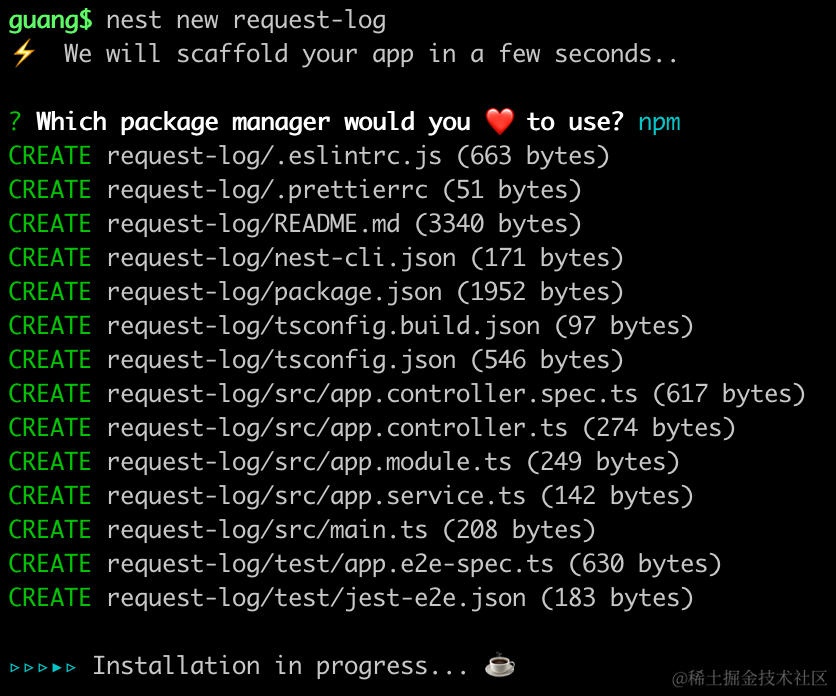 guang$ nest new request-log
⚡ We will scaffold your app in a few seconds..
? Which package manager would you ❤️ to use? npm
CREATE request-log/.eslintrc.js (663 bytes)
CREATE request-log/.prettierrc (51 bytes)
CREATE request-log/README.md (3340 bytes)
CREATE request-log/nest-cli.json (171 bytes)
CREATE request-log/package.json (1952 bytes)
CREATE request-log/tsconfig.build.json (97 bytes)
CREATE request-log/tsconfig.json (546 bytes)
CREATE request-log/src/app.controller.spec.ts (617 bytes)
CREATE request-log/src/app.controller.ts (274 bytes)
CREATE request-log/src/app.module.ts (249 bytes)
CREATE request-log/src/app.service.ts (142 bytes)
CREATE request-log/src/main.ts (208 bytes)
CREATE request-log/test/app.e2e-spec.ts (630 bytes)
CREATE request-log/test/jest-e2e.json (183 bytes)
▹▹▹▸▹ Installation in progress... ☕
@稀土掘金技术社区